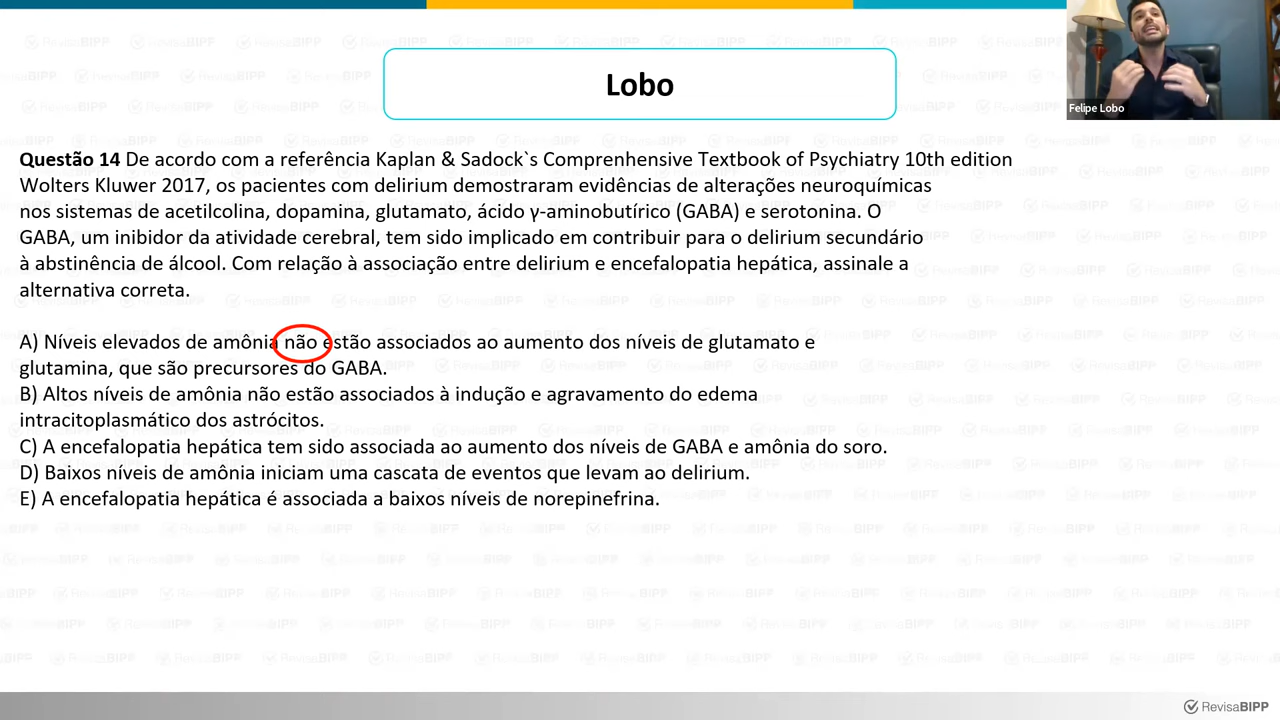 Lobo
Felipe Lobo
Questão 14 De acordo com a referência Kaplan & Sadock`s Comprenhensive Textbook of Psychiatry 10th edition
Wolters Kluwer 2017, os pacientes com delirium demostraram evidências de alterações neuroquímicas
nos sistemas de acetilcolina, dopamina, glutamato, ácido γ-aminobutírico (GABA) e serotonina. O
GABA, um inibidor da atividade cerebral, tem sido implicado em contribuir para o delirium secundário
à abstinência de álcool. Com relação à associação entre delirium e encefalopatia hepática, assinale a
alternativa correta.
A) Níveis elevados de amônia não estão associados ao aumento dos níveis de glutamato e
glutamina, que são precursores do GABA.
B) Altos níveis de amônia não estão associados à indução e agravamento do edema
intracitoplasmático dos astrócitos.
C) A encefalopatia hepática tem sido associada ao aumento dos níveis de GABA e amônia do soro.
D) Baixos níveis de amônia iniciam uma cascata de eventos que levam ao delirium.
E) A encefalopatia hepática é associada a baixos níveis de norepinefrina.
RevisaBIPP